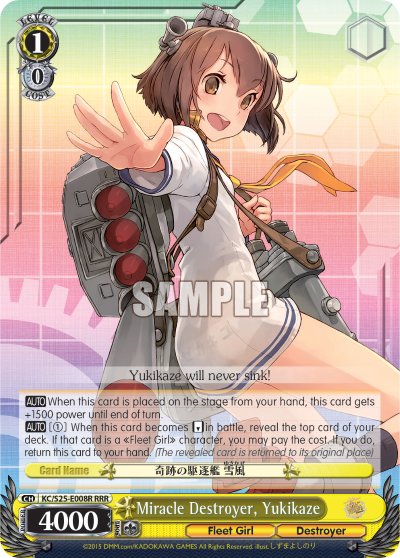 LEVEL
1
0
COST
SAMPLE
Yukikaze will never sink!
AUTO When this card is placed on the stage from your hand, this card gets
+1500 power until end of turn.
AUTO [①] When this card becomes in battle, reveal the top card of your
deck. If that card is a «Fleet Girl» character, you may pay the cost. If you do,
return this card to your hand. (The revealed card is returned to its original place)
Card Name 奇跡の駆逐艦 雪風
CH KC/S25-E008R RRR
POWER 4000 SOUL Miracle Destroyer, Yukikaze
Fleet Girl Destroyer
©2015 DMM.com/KADOKAWA GAMES All Rights Reserved. illust.しずまよしのり